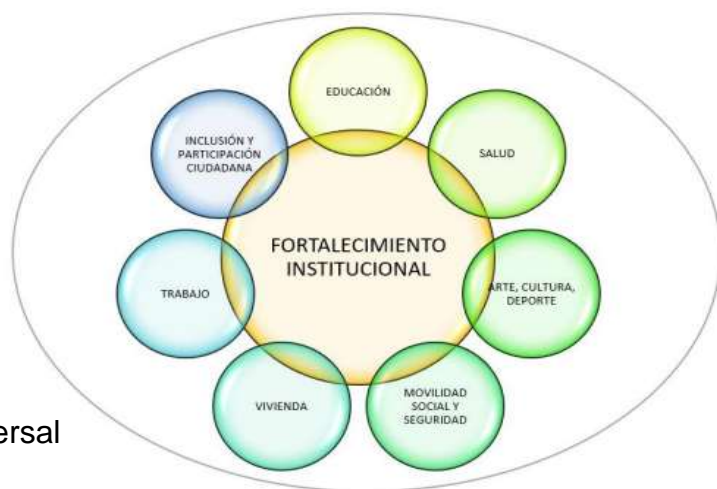 EDUCACIÓN
SALUD
ARTE, CULTURA,
DEPORTE
MOVILIDAD
SOCIAL Y
SEGURIDAD
VIVIENDA
TRABAJO
INCLUSIÓN Y
PARTICIPACIÓN
CIUDADANA
FORTALECIMIENTO
INSTITUCIONAL
ersal